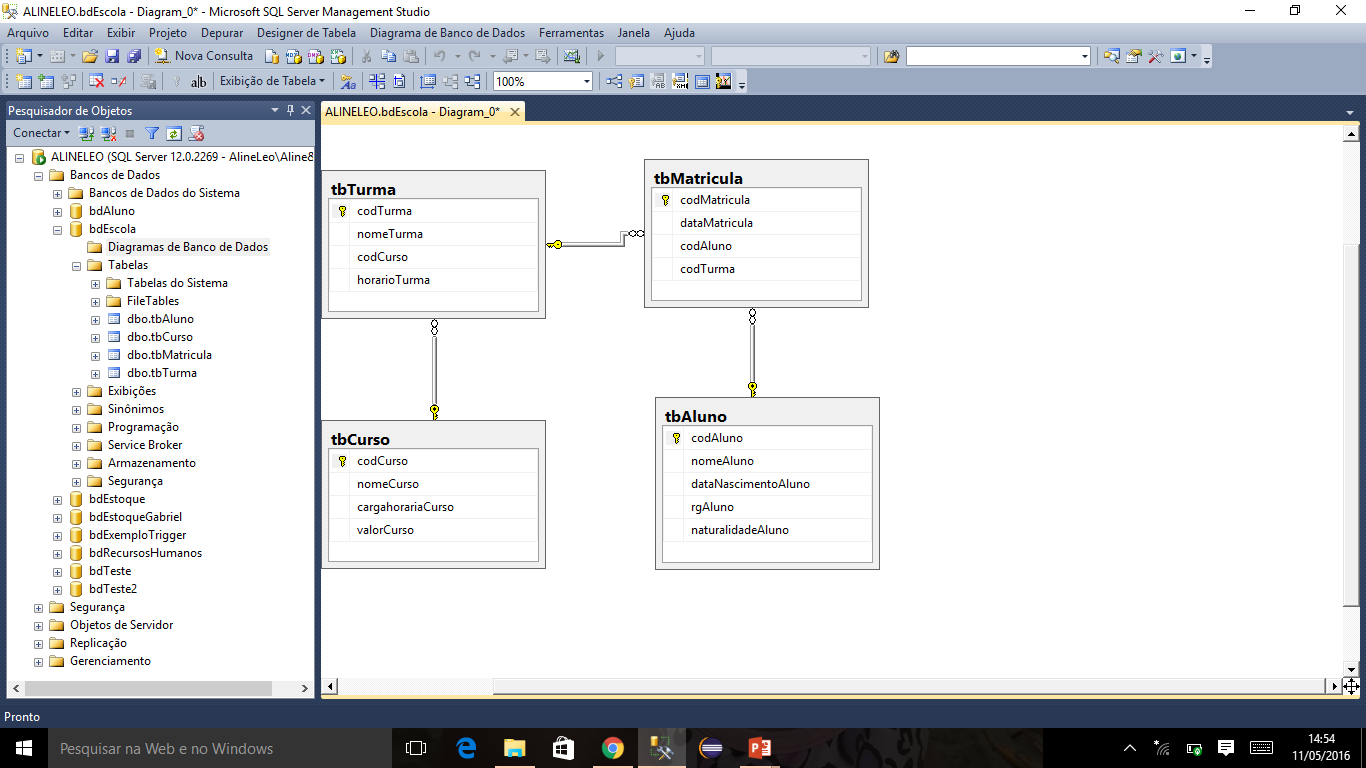 ALINELEO.bdEscola - Diagram_0* - Microsoft SQL Server Management Studio
Arquivo Editar Exibir Projeto Depurar Designer de Tabela Diagrama de Banco de Dados Ferramentas Janela Ajuda
Nova Consulta
Exibição de Tabela 100%
Pesquisador de Objetos
Conectar
ALINELEO (SQL Server 12.0.2269 - AlineLeo\Aline8
Bancos de Dados
Bancos de Dados do Sistema
bdAluno
bdEscola
Diagramas de Banco de Dados
Tabelas
Tabelas do Sistema
FileTables
dbo.tbAluno
dbo.tbCurso
dbo.tbMatricula
dbo.tbTurma
Exibições
Sinônimos
Programação
Service Broker
Armazenamento
Segurança
bdEstoque
bdEstoqueGabriel
bdExemploTrigger
bdRecursosHumanos
bdTeste
bdTeste2
Segurança
Objetos de Servidor
Replicação
Gerenciamento
ALINELEO.bdEscola - Diagram_0*
tbTurma
codTurma
nomeTurma
codCurso
horarioTurma
tbMatricula
codMatricula
dataMatricula
codAluno
codTurma
tbCurso
codCurso
nomeCurso
cargahorariaCurso
valorCurso
tbAluno
codAluno
nomeAluno
dataNascimentoAluno
rgAluno
naturalidadeAluno
Pronto
Pesquisar na Web e no Windows
14:54
11/05/2016